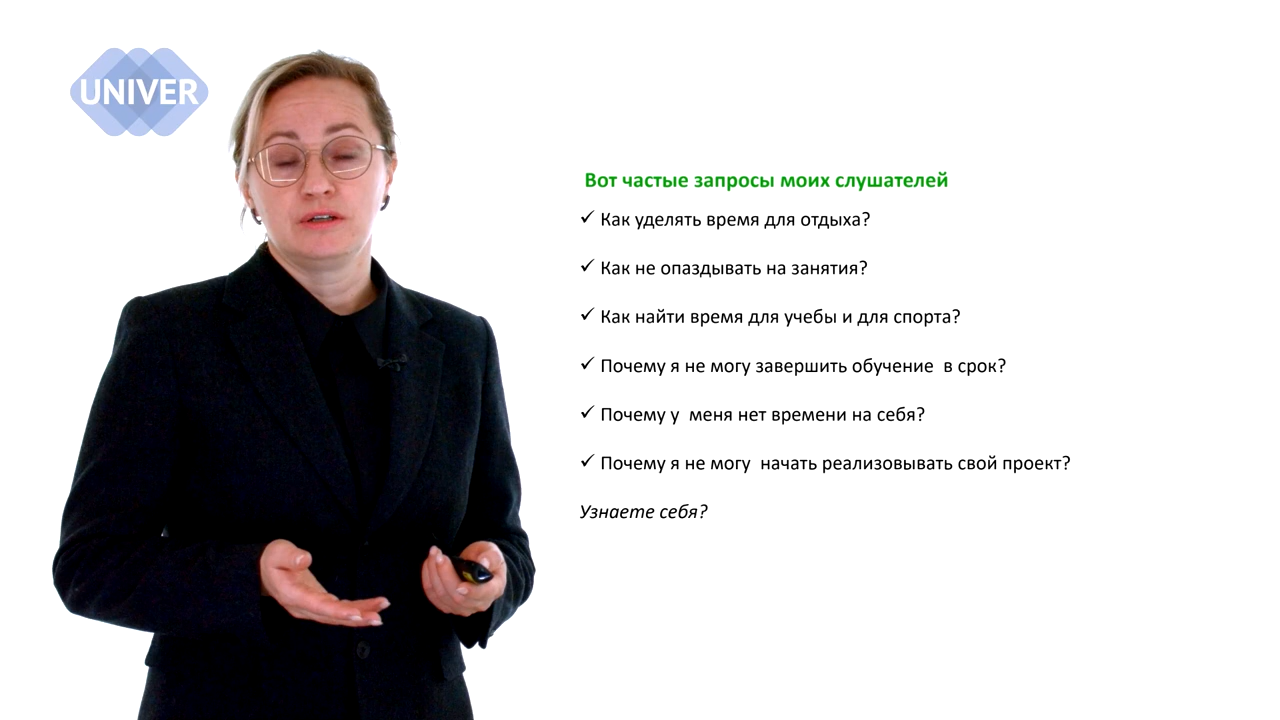 UNIVER
Вот частые запросы моих слушателей
✓ Как уделять время для отдыха?
✓ Как не опаздывать на занятия?
✓ Как найти время для учебы и для спорта?
✓ Почему я не могу завершить обучение  в срок?
✓ Почему у  меня нет времени на себя?
✓ Почему я не могу  начать реализовывать свой проект?
Узнаете себя?